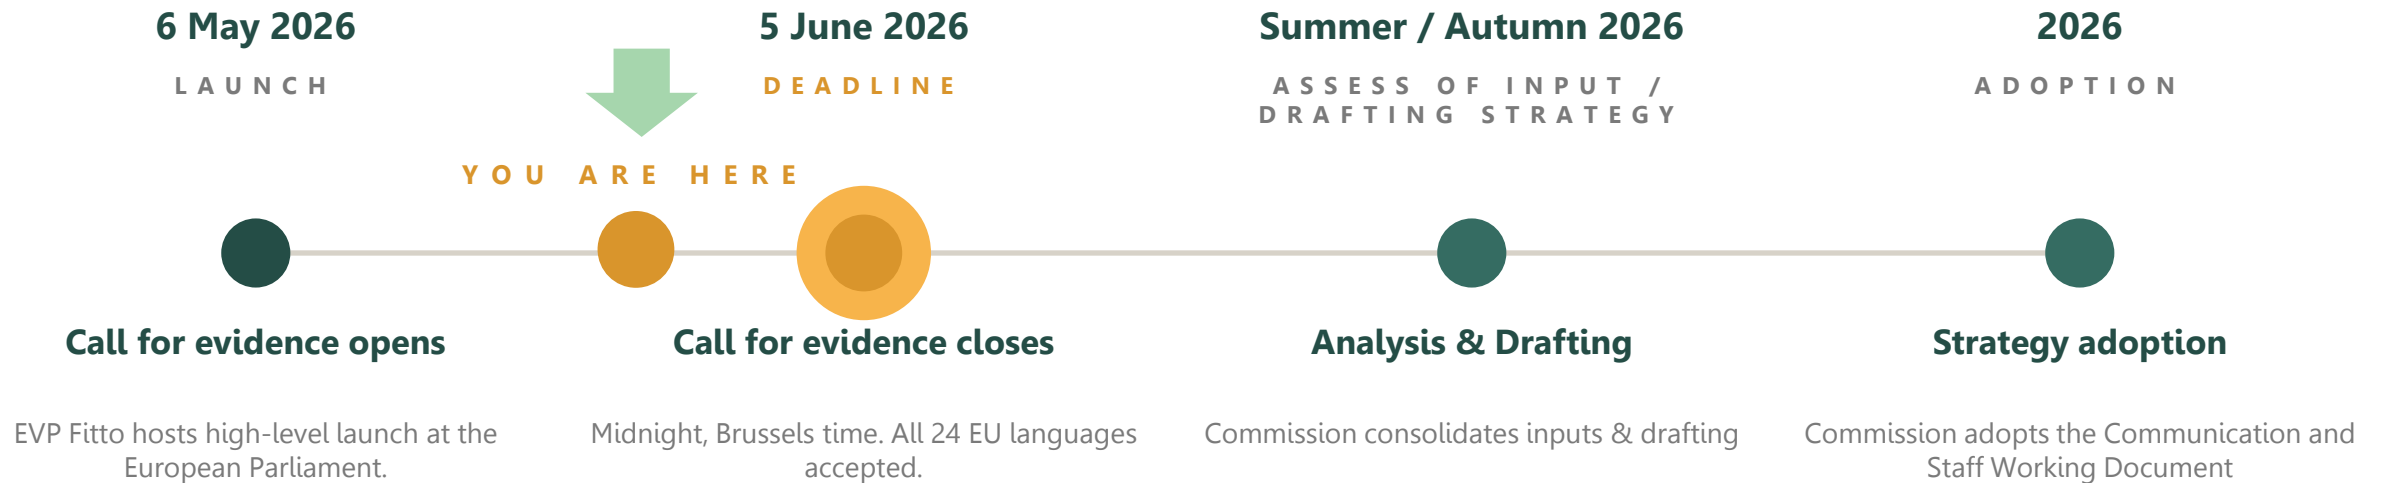 6 May 2026
LAUNCH
5 June 2026
DEADLINE
Summer / Autumn 2026
ASSESS OF INPUT /
DRAFTING STRATEGY
2026
ADOPTION
YOU ARE HERE
Call for evidence opens
EVP Fitto hosts high-level launch at the
European Parliament.
Call for evidence closes
Midnight, Brussels time. All 24 EU languages
accepted.
Analysis & Drafting
Commission consolidates inputs & drafting
Strategy adoption
Commission adopts the Communication and
Staff Working Document